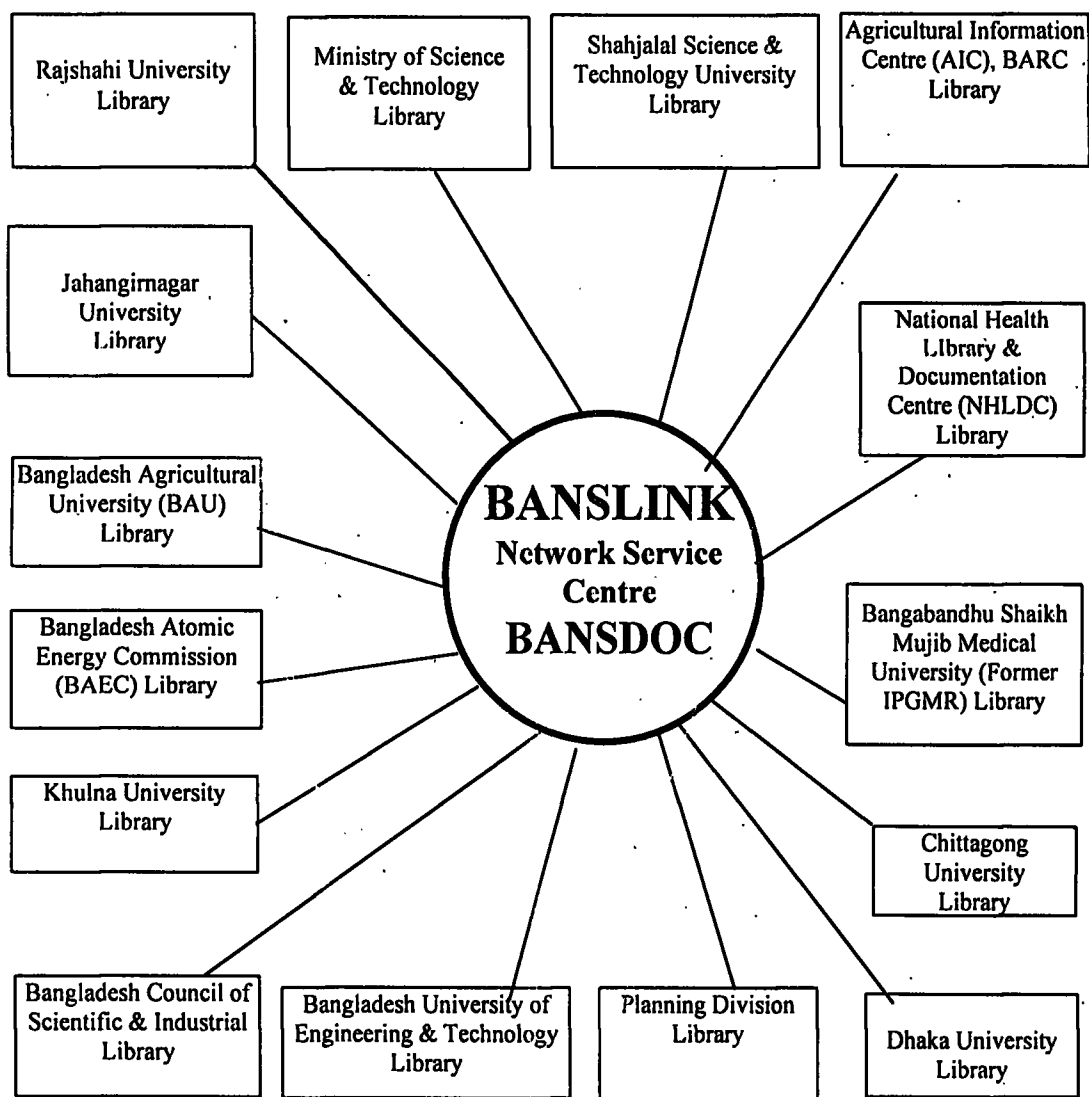 Rajshahi University
Library
Ministry of Science
& Technology
Library
Shahjalal Science &
Technology University
Library
Agricultural Information
Centre (AIC), BARC
Library
Jahangirnagar
University
Library
National Health
LIbrary &
Documentation
Centre (NHLDC)
Library
BANSLINK
Network Service
Centre
BANSDOC
Bangladesh Agricultural
University (BAU)
Library
Bangladesh Atomic
Energy Commission
(BAEC) Library
Bangabandhu Shaikh
Mujib Medical
University (Former
IPGMR) Library
Khulna University
Library
Chittagong
University
Library
Bangladesh Council of
Scientific & Industrial
Library
Bangladesh University of
Engineering & Technology
Library
Planning Division
Library
Dhaka University
Library